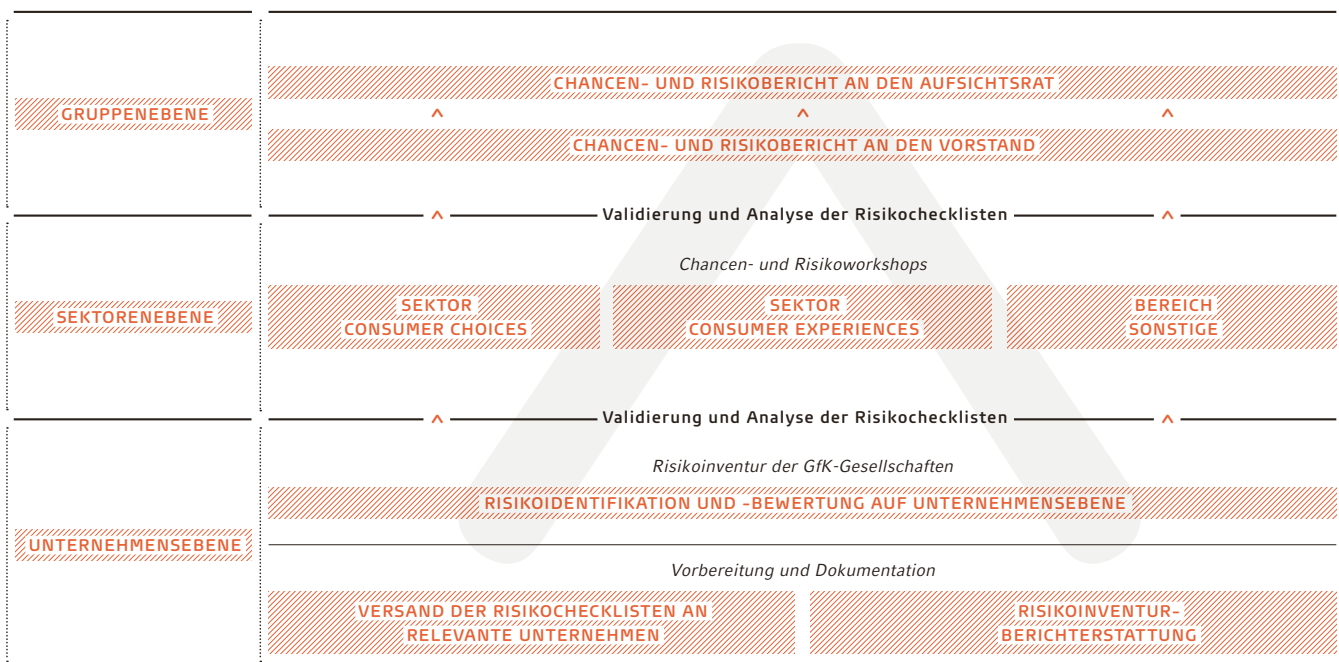 GRUPPENEBENE
CHANCEN- UND RISIKOBERICHT AN DEN AUFSICHTSRAT
^ ^ ^
CHANCEN- UND RISIKOBERICHT AN DEN VORSTAND
^ Validierung und Analyse der Risikochecklisten ^
SEKTORENEBENE
Chancen- und Risikoworkshops
SEKTOR
CONSUMER CHOICES
SEKTOR
CONSUMER EXPERIENCES
BEREICH
SONSTIGE
^ Validierung und Analyse der Risikochecklisten ^
UNTERNEHMENSEBENE
Risikoinventur der GfK-Gesellschaften
RISIKOIDENTIFIKATION UND -BEWERTUNG AUF UNTERNEHMENSEBENE
Vorbereitung und Dokumentation
VERSAND DER RISIKOCHECKLISTEN AN
RELEVANTE UNTERNEHMEN
RISIKOINVENTUR-
BERICHTERSTATTUNG